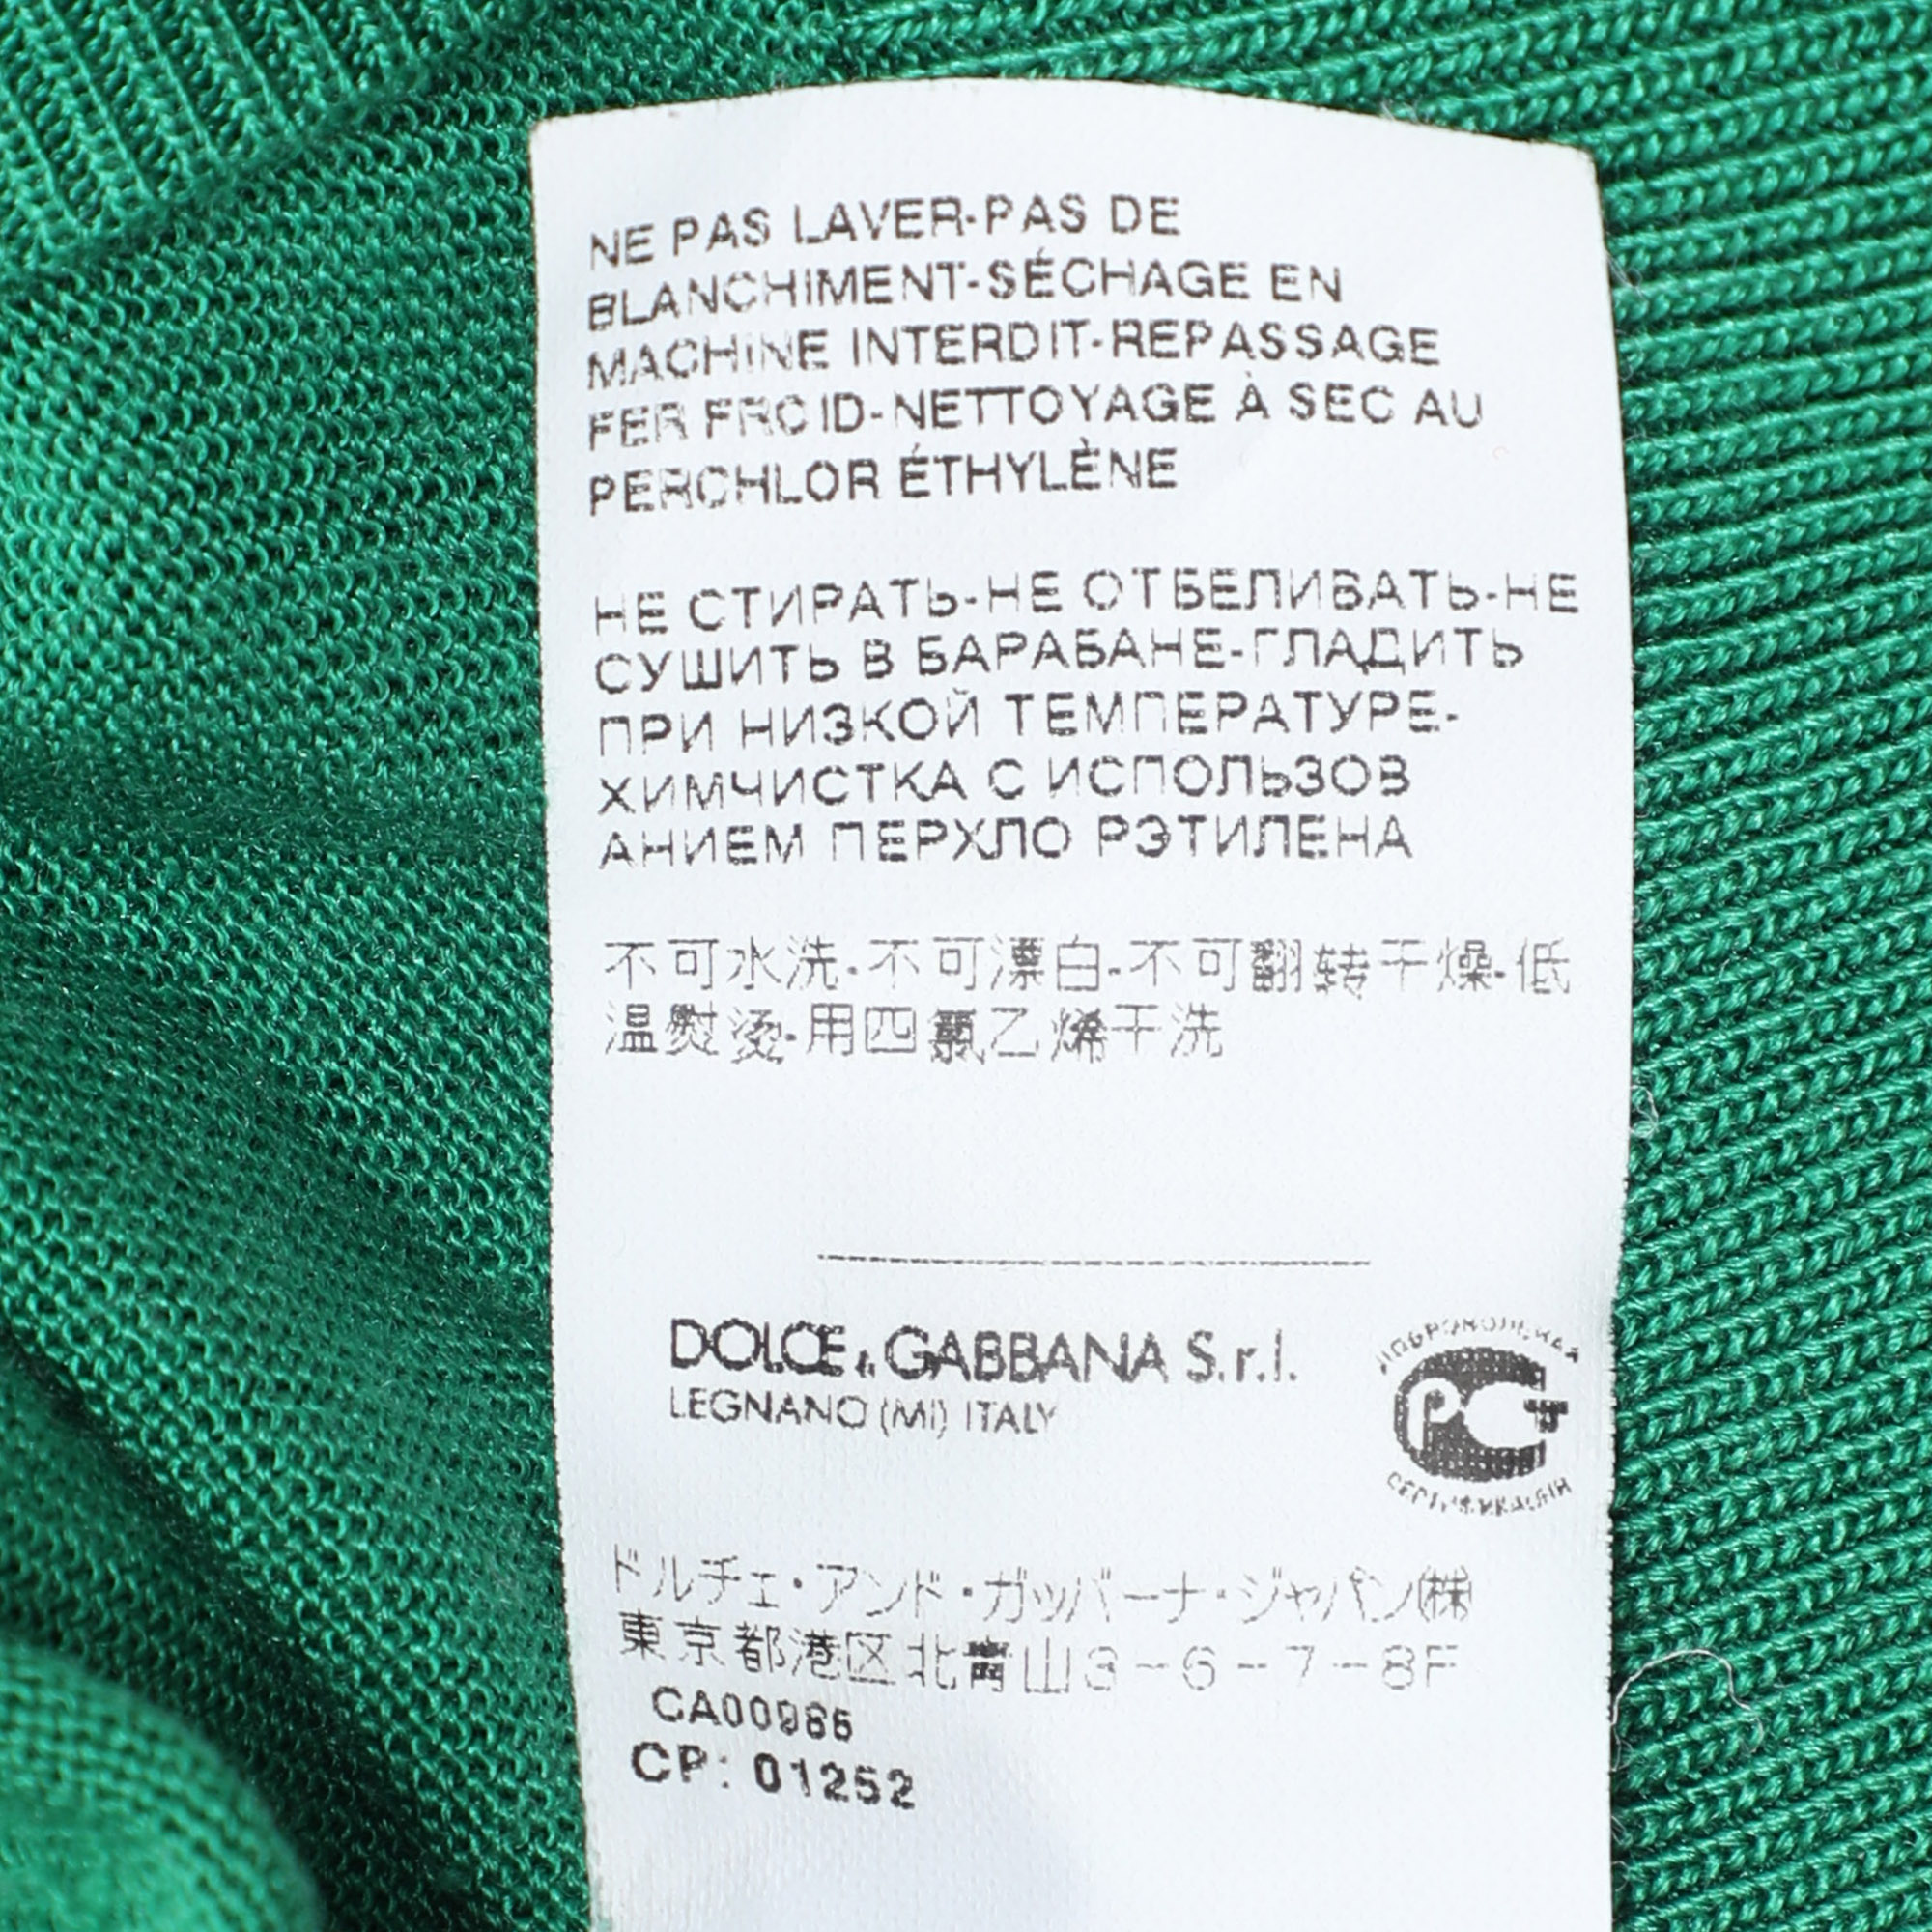 NE PAS LAVER-PAS DE
BLANCHIMENT-SÉCHAGE EN
MACHINE INTERDIT-REPASSAGE
FER FROID-NETTOYAGE À SEC AU
PERCHLOR ÉTHYLÈNE
НЕ СТИРАТЬ-НЕ ОТБЕЛИВАТЬ-НЕ
СУШИТЬ В БАРАБАНЕ-ГЛАДИТЬ
ПРИ НИЗКОЙ ТЕМПЕРАТУРЕ-
ХИМЧИСТКА С ИСПОЛЬЗОВ
АНИЕМ ПЕРХЛО РЭТИЛЕНА
不可水洗-不可漂白-不可翻转干燥-低
温熨烫-用四氯乙烯干洗
DOLCE & GABBANA S.r.l.
LEGNANO (MI) ITALY
ДОБРОВОЛЬНАЯ
РСТ
СЕРТИФИКАЦИЯ
ドルチェ・アンド・ガッバーナ・ジャパン(株)
東京都港区北青山3-6-7-8F
CA00966
CP: 01252